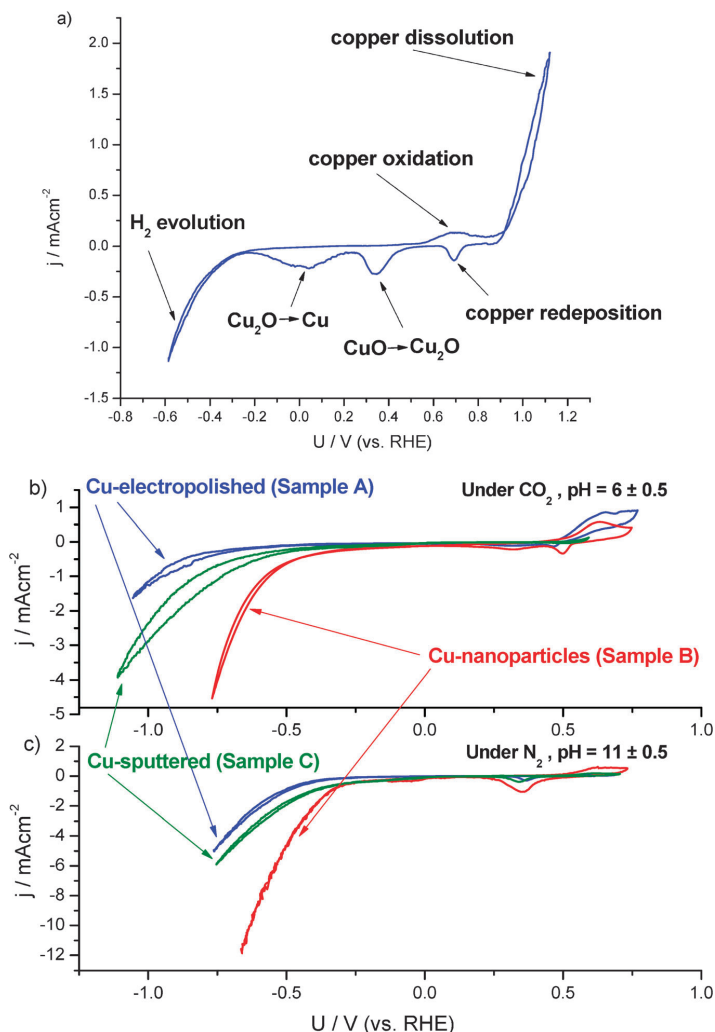 a)
copper dissolution
copper oxidation
H₂ evolution
Cu₂O→Cu
CuO→Cu₂O
copper redeposition
j / mAcm⁻²
2.0
1.5
1.0
0.5
0.0
-0.5
-1.0
-1.5
-0.8 -0.6 -0.4 -0.2 0.0 0.2 0.4 0.6 0.8 1.0 1.2
U / V (vs. RHE)
b)
Cu-electropolished (Sample A)
Under CO₂ , pH = 6 ± 0.5
j / mAcm⁻²
1
0
-1
-2
-3
-4
-5
Cu-nanoparticles (Sample B)
-1.0 -0.5 0.0 0.5 1.0
c)
Cu-sputtered (Sample C)
Under N₂ , pH = 11 ± 0.5
j / mAcm⁻²
2
0
-2
-4
-6
-8
-10
-12
-1.0 -0.5 0.0 0.5 1.0
U / V (vs. RHE)